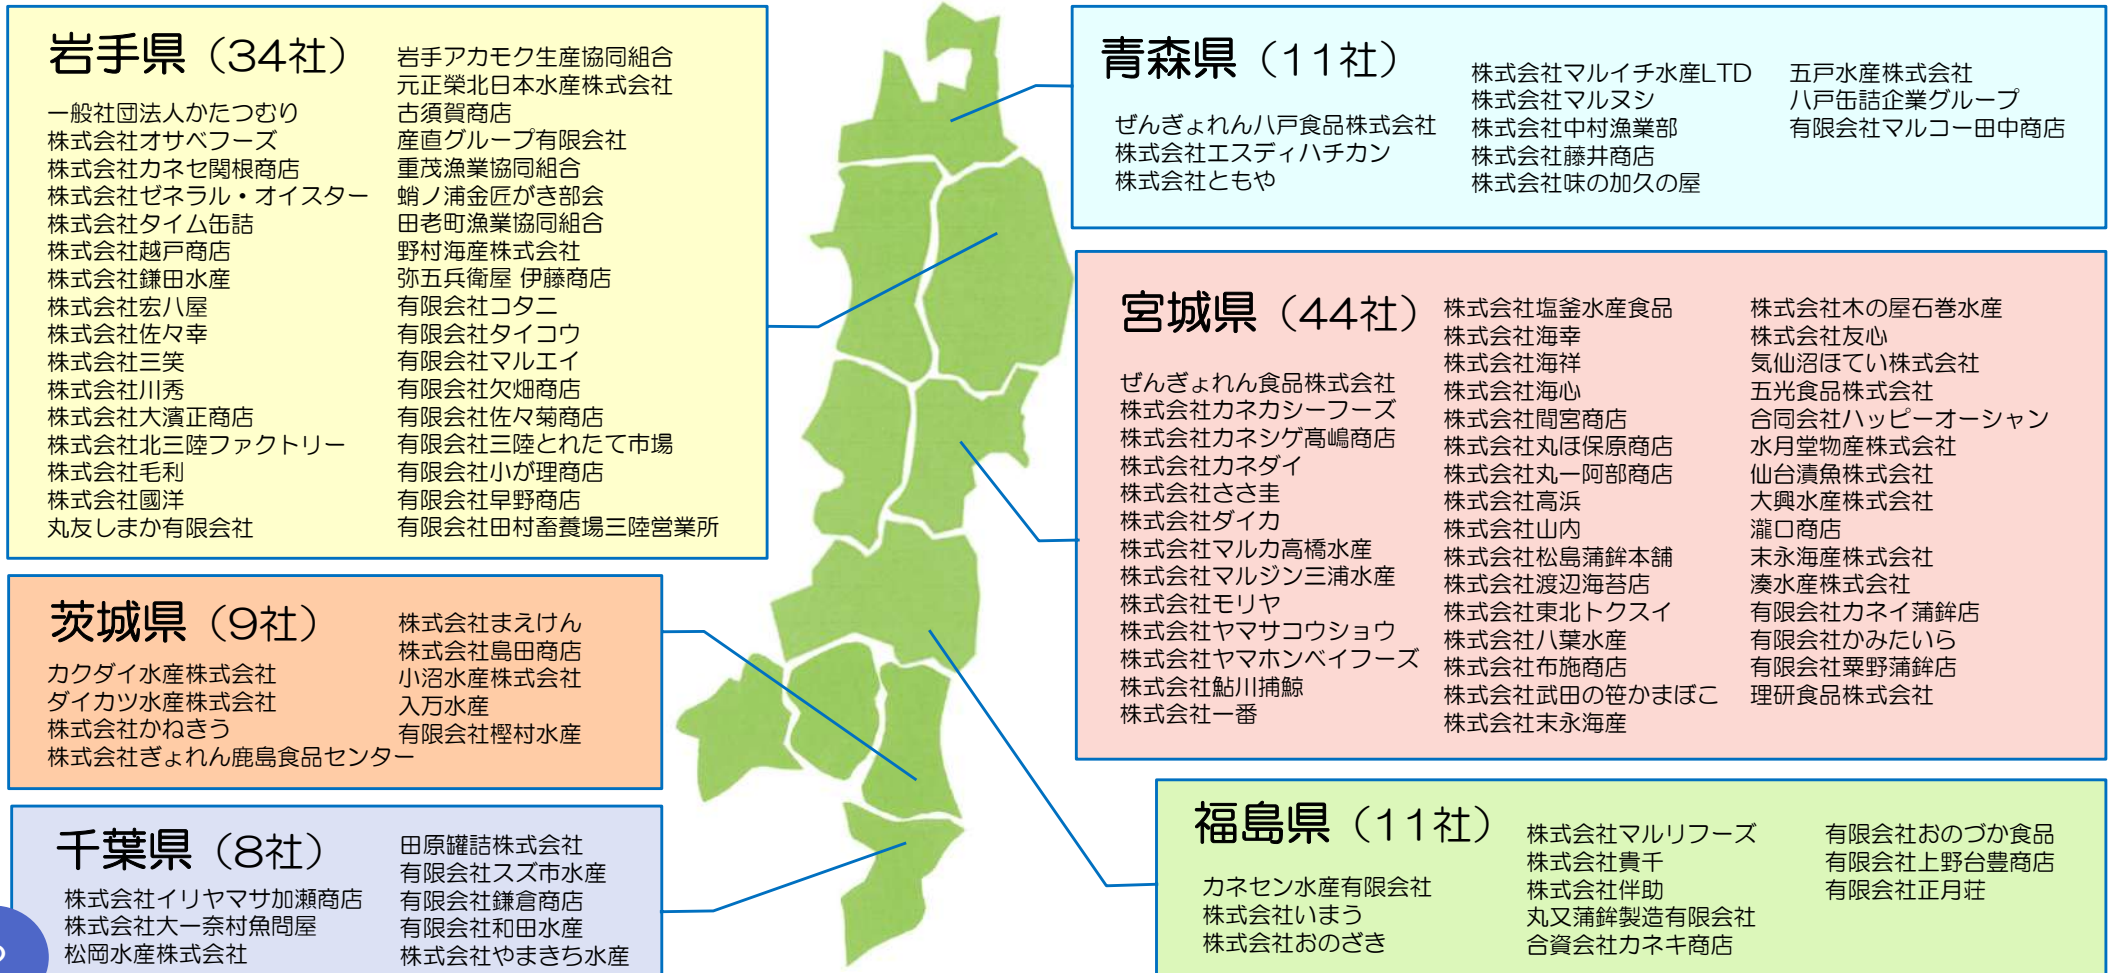 岩手県（34社）
一般社団法人かたつむり
株式会社オサベフーズ
株式会社カネセ関根商店
株式会社ゼネラル・オイスター
株式会社タイム缶詰
株式会社越戸商店
株式会社鎌田水産
株式会社宏八屋
株式会社佐々幸
株式会社三笑
株式会社川秀
株式会社大濱正商店
株式会社北三陸ファクトリー
株式会社毛利
株式会社國洋
丸友しまか有限会社
岩手アカモク生産協同組合
元正榮北日本水産株式会社
古須賀商店
産直グループ有限会社
重茂漁業協同組合
蛸ノ浦金匠がき部会
田老町漁業協同組合
野村海産株式会社
弥五兵衛屋 伊藤商店
有限会社コタニ
有限会社タイコウ
有限会社マルエイ
有限会社欠畑商店
有限会社佐々菊商店
有限会社三陸とれたて市場
有限会社小が理商店
有限会社早野商店
有限会社田村畜養場三陸営業所
青森県（11社）
ぜんぎょれん八戸食品株式会社
株式会社エスディハチカン
株式会社ともや
株式会社マルイチ水産LTD
株式会社マルヌシ
株式会社中村漁業部
株式会社藤井商店
株式会社味の加久の屋
五戸水産株式会社
八戸缶詰企業グループ
有限会社マルコー田中商店
宮城県（44社）
ぜんぎょれん食品株式会社
株式会社カネカシーフーズ
株式会社カネシゲ髙嶋商店
株式会社カネダイ
株式会社ささ圭
株式会社ダイカ
株式会社マルカ高橋水産
株式会社マルジン三浦水産
株式会社モリヤ
株式会社ヤマサコウショウ
株式会社ヤマホンベイフーズ
株式会社鮎川捕鯨
株式会社一番
株式会社塩釜水産食品
株式会社海幸
株式会社海祥
株式会社海心
株式会社間宮商店
株式会社丸ほ保原商店
株式会社丸一阿部商店
株式会社高浜
株式会社山内
株式会社松島蒲鉾本舗
株式会社渡辺海苔店
株式会社東北トクスイ
株式会社八葉水産
株式会社布施商店
株式会社武田の笹かまぼこ
株式会社末永海産
株式会社木の屋石巻水産
株式会社友心
気仙沼ほてい株式会社
五光食品株式会社
合同会社ハッピーオーシャン
水月堂物産株式会社
仙台漬魚株式会社
大興水産株式会社
瀧口商店
末永海産株式会社
湊水産株式会社
有限会社カネイ蒲鉾店
有限会社かみたいら
有限会社粟野蒲鉾店
理研食品株式会社
茨城県（9社）
カクダイ水産株式会社
ダイカツ水産株式会社
株式会社かねきう
株式会社ぎょれん鹿島食品センター
株式会社まえけん
株式会社島田商店
小沼水産株式会社
入万水産
有限会社樫村水産
千葉県（8社）
株式会社イリヤマサ加瀬商店
株式会社大一奈村魚問屋
松岡水産株式会社
田原罐詰株式会社
有限会社スズ市水産
有限会社鎌倉商店
有限会社和田水産
株式会社やまきち水産
福島県（11社）
カネセン水産有限会社
株式会社いまう
株式会社おのざき
株式会社マルリフーズ
株式会社貴千
株式会社伴助
丸又蒲鉾製造有限会社
合資会社カネキ商店
有限会社おのづか食品
有限会社上野台豊商店
有限会社正月荘